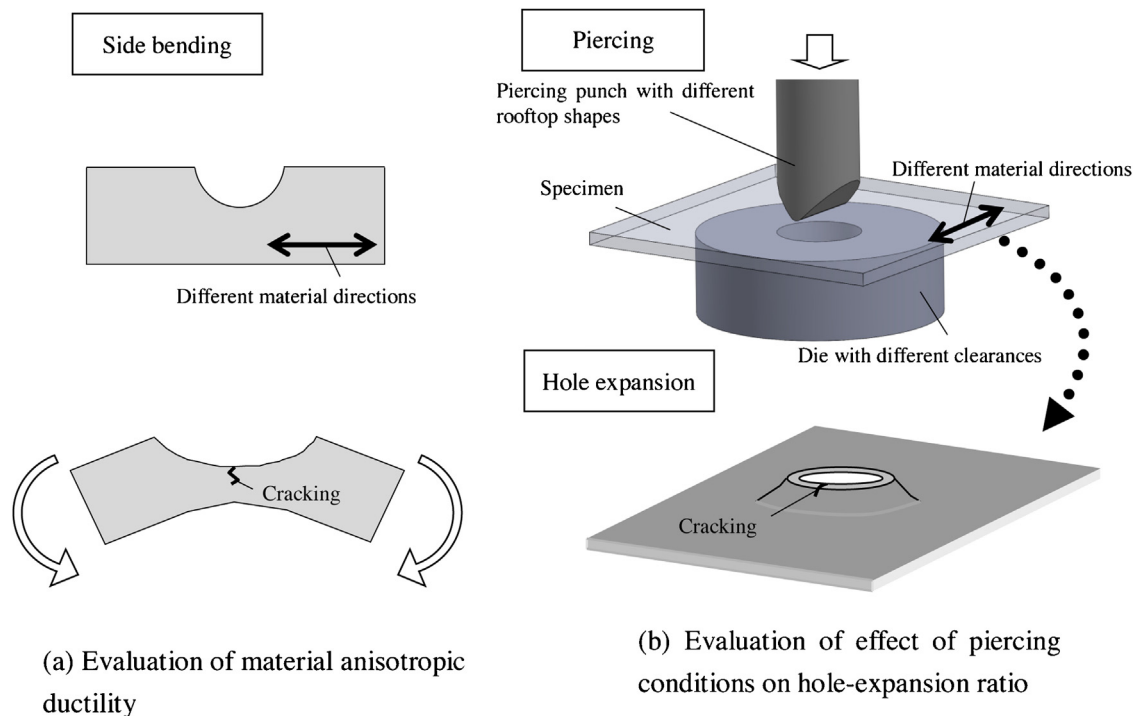 Side bending
Different material directions
Cracking
(a) Evaluation of material anisotropic
ductility
Piercing
Piercing punch with different
rooftop shapes
Different material directions
Specimen
Die with different clearances
Hole expansion
Cracking
(b) Evaluation of effect of piercing
conditions on hole-expansion ratio